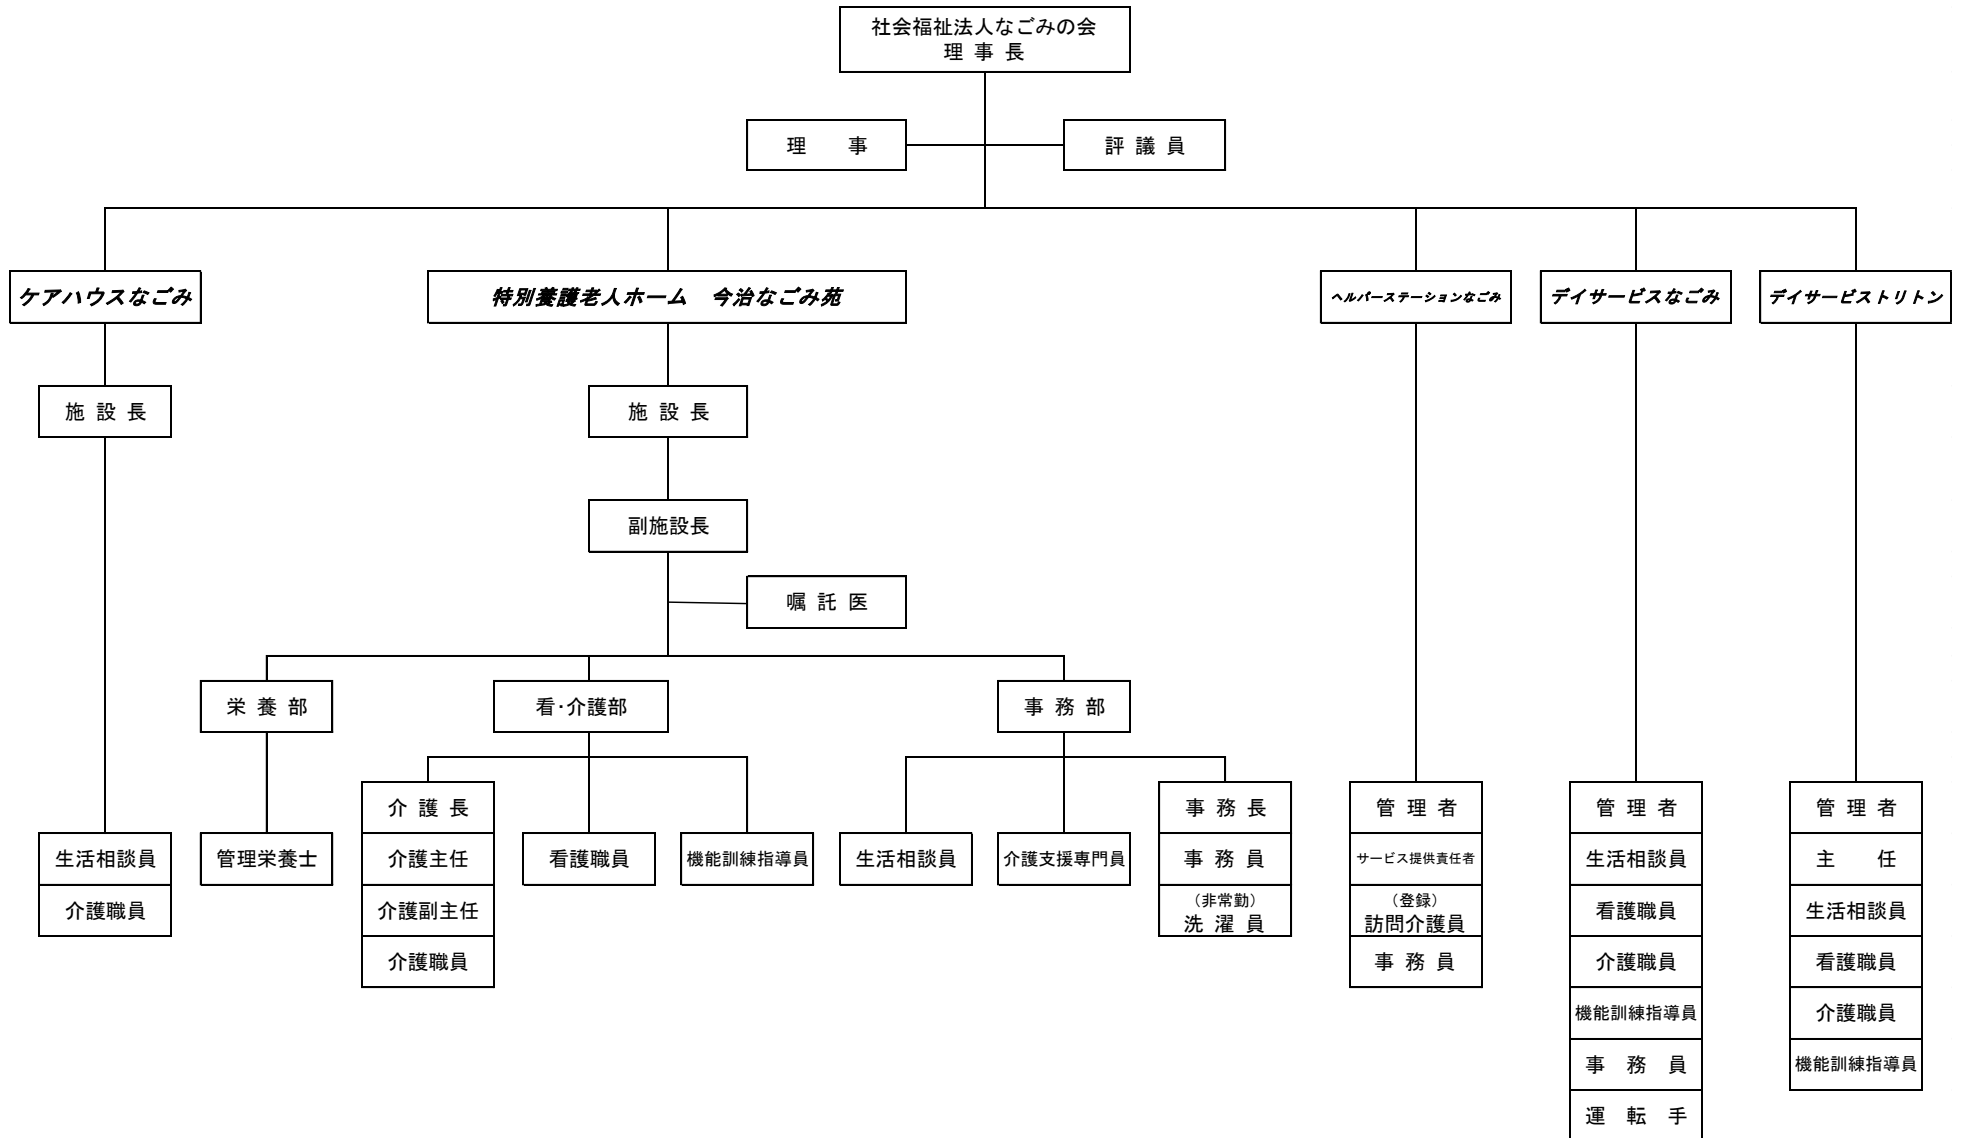 社会福祉法人なごみの会
理 事 長
理　　事
評 議 員
ケアハウスなごみ
特別養護老人ホーム　今治なごみ苑
ヘルパーステーションなごみ
デイサービスなごみ
デイサービストリトン
施 設 長
施 設 長
副施設長
嘱 託 医
栄 養 部
看・介護部
事 務 部
生活相談員
介護職員
管理栄養士
介 護 長
介護主任
介護副主任
介護職員
看護職員
機能訓練指導員
生活相談員
介護支援専門員
事 務 長
事 務 員
（非常勤）
洗 濯 員
管 理 者
サービス提供責任者
（登録）
訪問介護員
事 務 員
管 理 者
生活相談員
看護職員
介護職員
機能訓練指導員
事　務　員
運　転　手
管 理 者
主　　任
生活相談員
看護職員
介護職員
機能訓練指導員